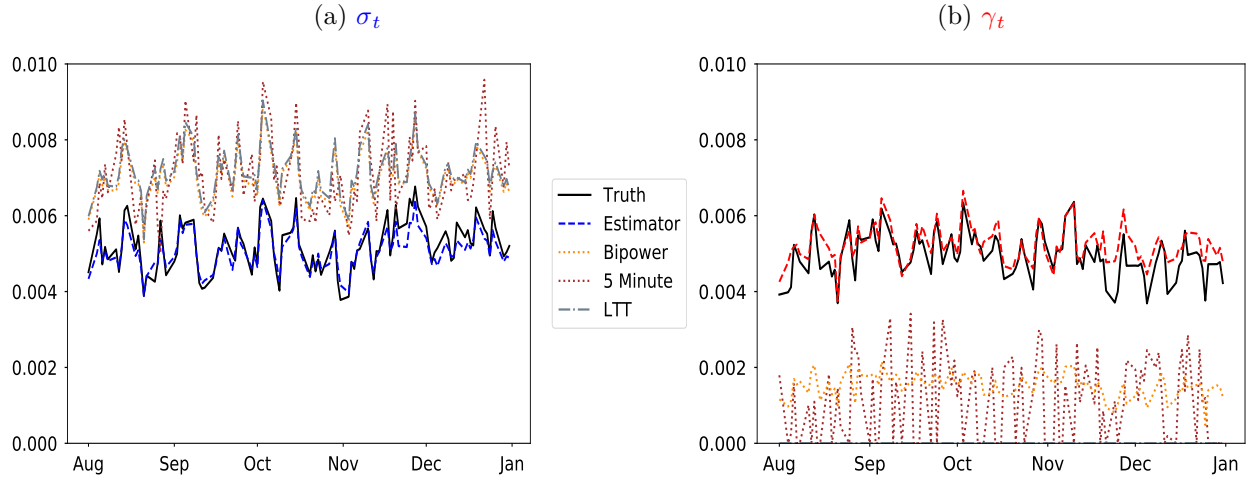 (a) σₜ
(b) γₜ
0.010
0.008
0.006
0.004
0.002
0.000
Aug Sep Oct Nov Dec Jan
Truth
Estimator
Bipower
5 Minute
LTT
0.010
0.008
0.006
0.004
0.002
0.000
Aug Sep Oct Nov Dec Jan